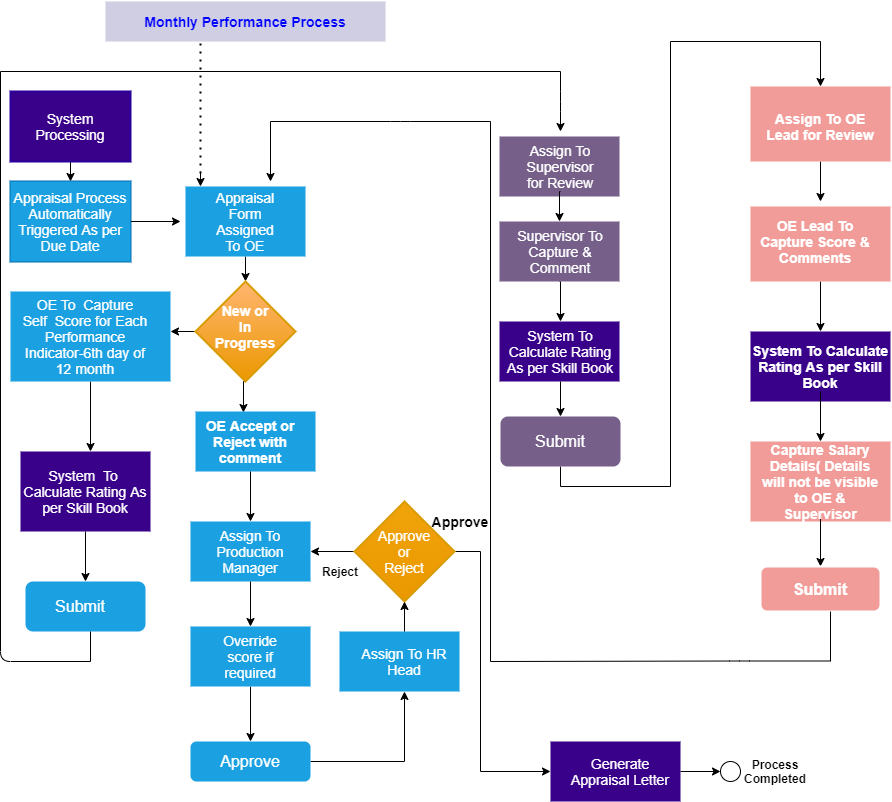 Monthly Performance Process
System
Processing
Appraisal Process
Automatically
Triggered As per
Due Date
Appraisal
Form
Assigned
To OE
New or
in
Progress
OE To Capture
Self Score for Each
Performance
Indicator-6th day of
12 month
System To
Calculate Rating As
per Skill Book
Submit
OE Accept or
Reject with
comment
Assign To
Production
Manager
Override
score if
required
Approve
Assign To HR
Head
Approve
or
Reject
Reject
Approve
Assign To
Supervisor
for Review
Supervisor To
Capture &
Comment
System To
Calculate Rating
As per Skill Book
Submit
Assign To OE
Lead for Review
OE Lead To
Capture Score &
Comments
System To Calculate
Rating As per Skill
Book
Capture Salary
Details( Details
will not be visible
to OE &
Supervisor
Submit
Generate
Appraisal Letter
Process
Completed